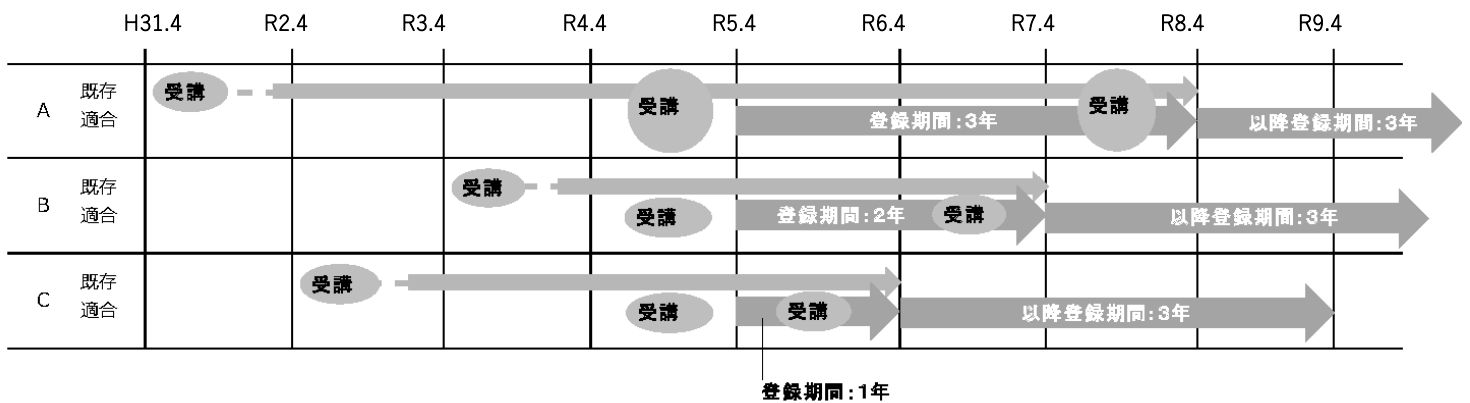 H31.4 R2.4 R3.4 R4.4 R5.4 R6.4 R7.4 R8.4 R9.4
A 既存 受講 受講 受講
適合 登録期間:3年 以降登録期間:3年
B 既存 受講
適合 受講 登録期間:2年 受講 以降登録期間:3年
C 既存 受講
適合 受講 受講 以降登録期間:3年
登録期間:1年